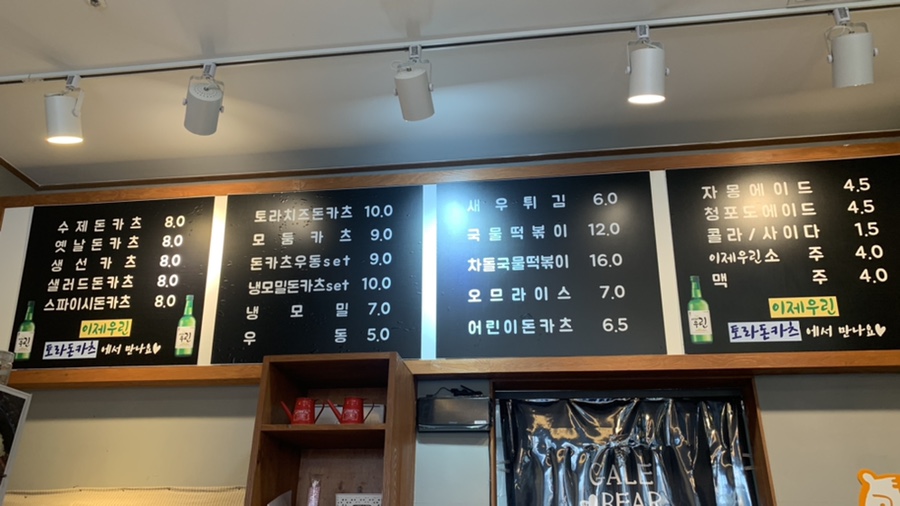 수제돈카츠 8.0
옛날돈카츠 8.0
생선카츠 8.0
샐러드돈카츠 8.0
스파이시돈카츠 8.0
이제우린
토라돈카츠에서 만나요♥
토라치즈돈카츠 10.0
모둠카츠 9.0
돈카츠우동set 9.0
냉모밀돈카츠set 10.0
냉모밀 7.0
우동 5.0
새우튀김 6.0
국물떡볶이 12.0
차돌국물떡볶이 16.0
오므라이스 7.0
어린이돈카츠 6.5
자몽에이드 4.5
청포도에이드 4.5
콜라/사이다 1.5
이제우린소주 4.0
맥주 4.0
이제우린
토라돈카츠에서 만나요♥
린
린
린
GALE
BEAR